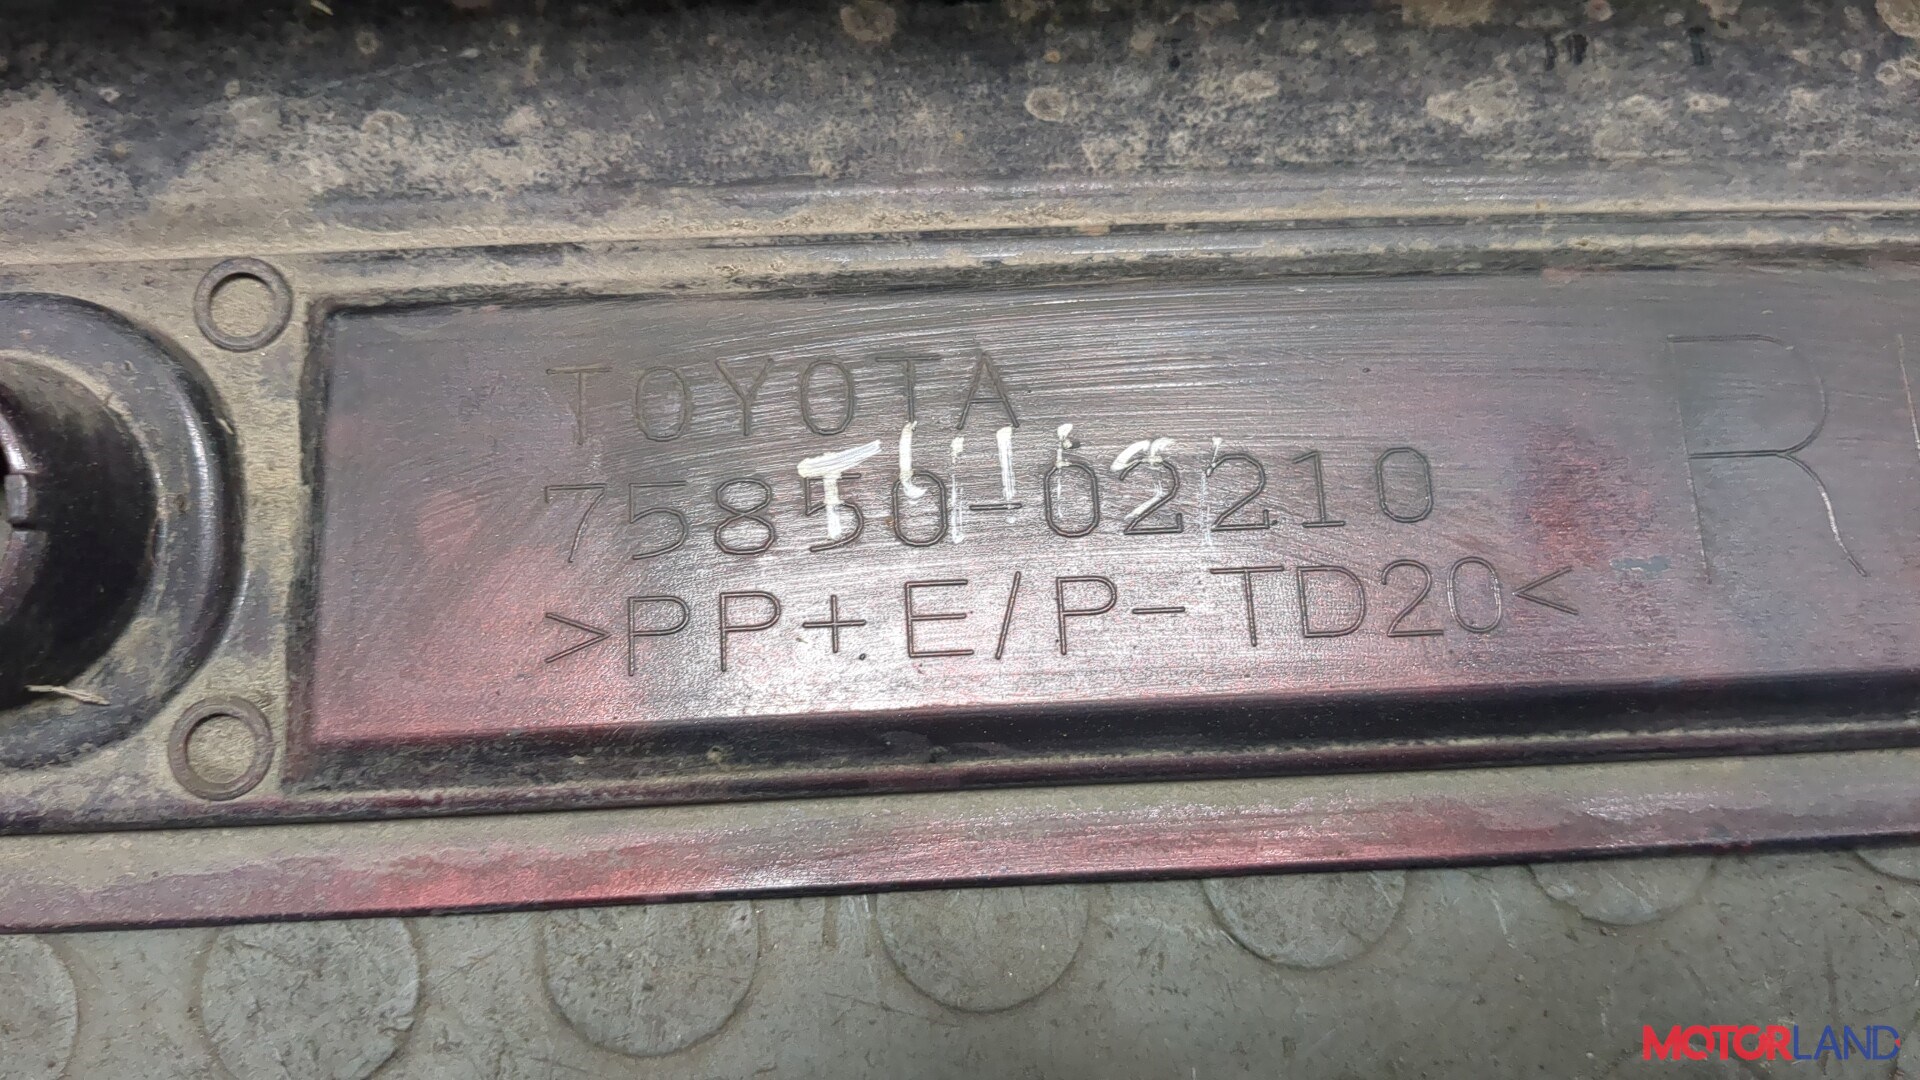 TOYOTA
75850-02210
>PP+E/P-TD20<
R
MOTORLAND